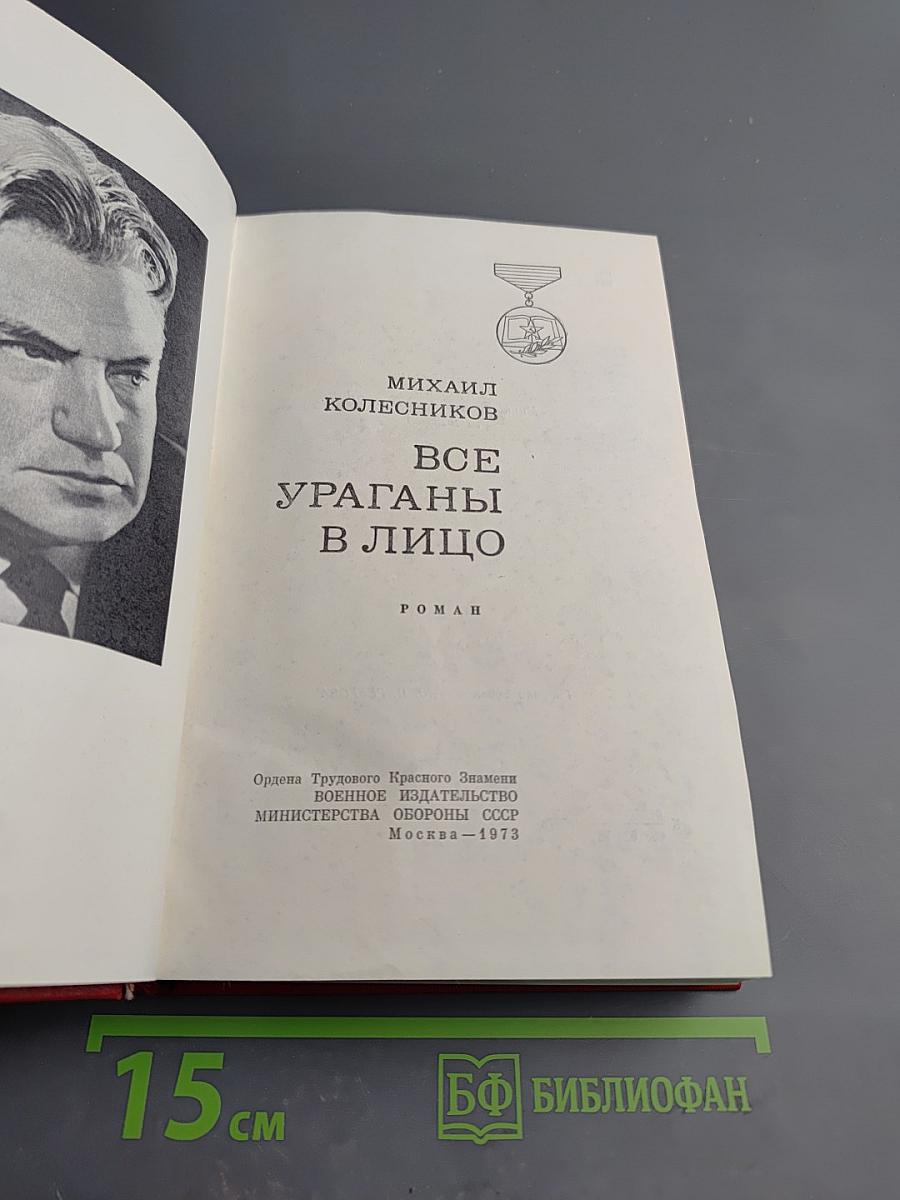 МИХАИЛ
КОЛЕСНИКОВ
ВСЕ
УРАГАНЫ
В ЛИЦО
РОМАН
Ордена Трудового Красного Знамени
ВОЕННОЕ ИЗДАТЕЛЬСТВО
МИНИСТЕРСТВА ОБОРОНЫ СССР
Москва—1973
15 см
БФ БИБЛИОФАН